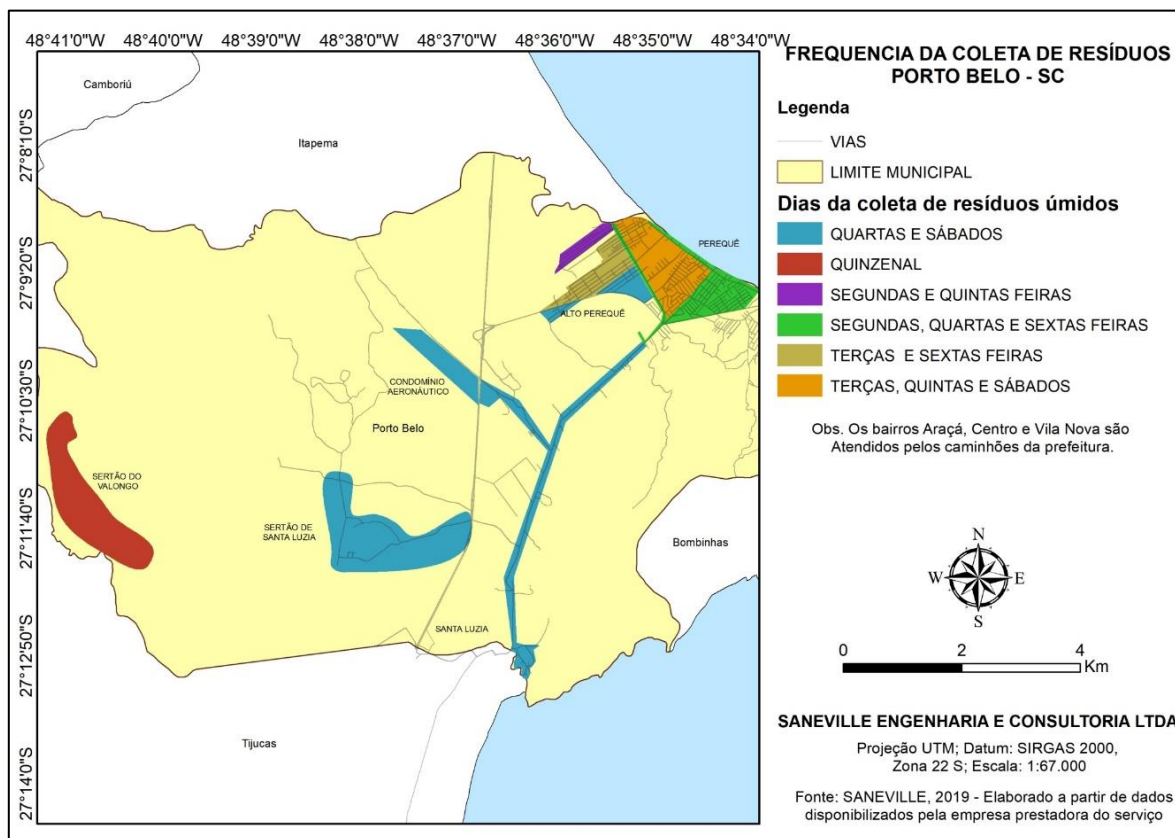 48°41'0"W 48°40'0"W 48°39'0"W 48°38'0"W 48°37'0"W 48°36'0"W 48°35'0"W 48°34'0"W
27°8'10"S
27°9'20"S
27°10'30"S
27°11'40"S
27°12'50"S
27°14'0"S
Camboriú
Itapema
PEREQUÊ
ALTO PEREQUÊ
CONDOMÍNIO
AERONÁUTICO
Porto Belo
SERTÃO DO
VALONGO
SERTÃO DE
SANTA LUZIA
Bombinhas
SANTA LUZIA
Tijucas
FREQUENCIA DA COLETA DE RESÍDUOS
PORTO BELO - SC
Legenda
VIAS
LIMITE MUNICIPAL
Dias da coleta de resíduos úmidos
QUARTAS E SÁBADOS
QUINZENAL
SEGUNDAS E QUINTAS FEIRAS
SEGUNDAS, QUARTAS E SEXTAS FEIRAS
TERÇAS E SEXTAS FEIRAS
TERÇAS, QUINTAS E SÁBADOS
Obs. Os bairros Araçá, Centro e Vila Nova são
Atendidos pelos caminhões da prefeitura.
N
W E
S
0 2 4
Km
SANEVILLE ENGENHARIA E CONSULTORIA LTDA
Projeção UTM; Datum: SIRGAS 2000,
Zona 22 S; Escala: 1:67.000
Fonte: SANEVILLE, 2019 - Elaborado a partir de dados
disponibilizados pela empresa prestadora do serviço